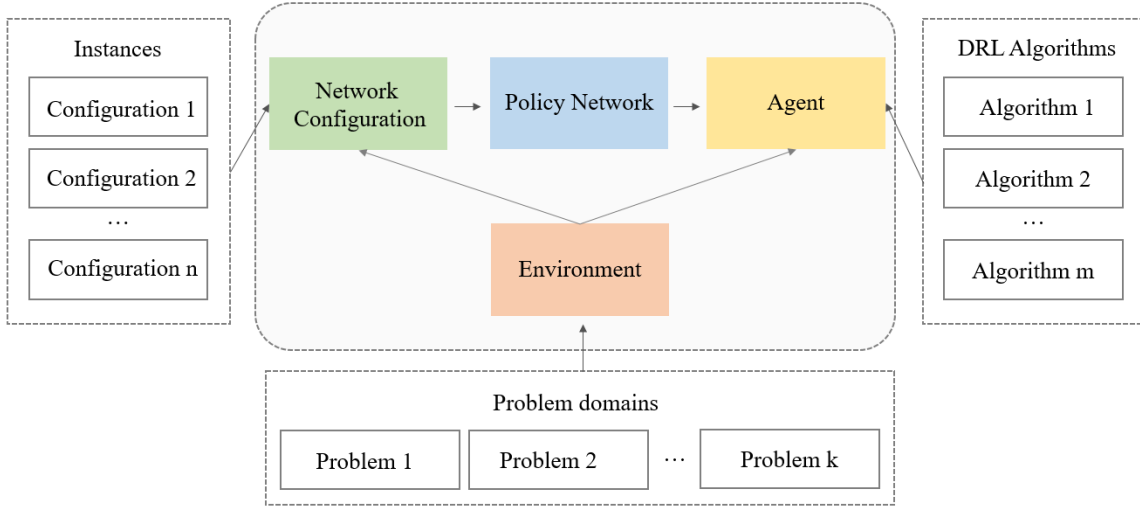 Instances
Configuration 1
Configuration 2
...
Configuration n
Network
Configuration
Policy Network
Agent
Environment
DRL Algorithms
Algorithm 1
Algorithm 2
...
Algorithm m
Problem domains
Problem 1
Problem 2
...
Problem k